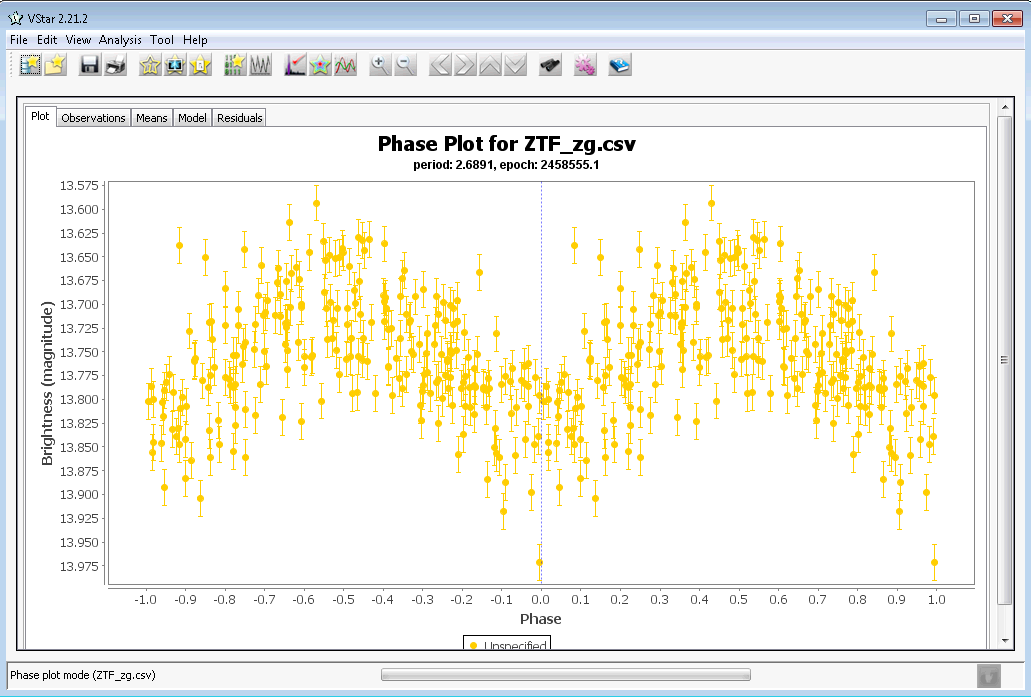 VStar 2.21.2
File Edit View Analysis Tool Help
Plot Observations Means Model Residuals
Phase Plot for ZTF_zg.csv
period: 2.6891, epoch: 2458555.1
Brightness (magnitude)
13.575
13.600
13.625
13.650
13.675
13.700
13.725
13.750
13.775
13.800
13.825
13.850
13.875
13.900
13.925
13.950
13.975
-1.0 -0.9 -0.8 -0.7 -0.6 -0.5 -0.4 -0.3 -0.2 -0.1 0.0 0.1 0.2 0.3 0.4 0.5 0.6 0.7 0.8 0.9 1.0
Phase
Unspecified
Phase plot mode (ZTF_zg.csv)